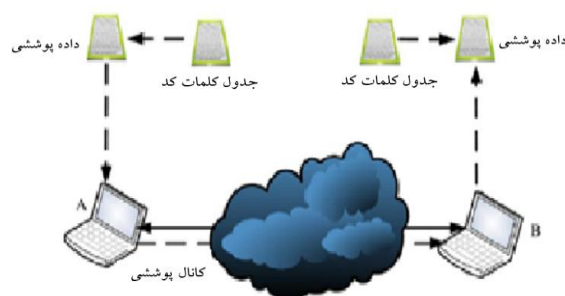 داده پوششی
جدول کلمات کد
جدول کلمات کد
داده پوششی
A
B
کانال پوششی